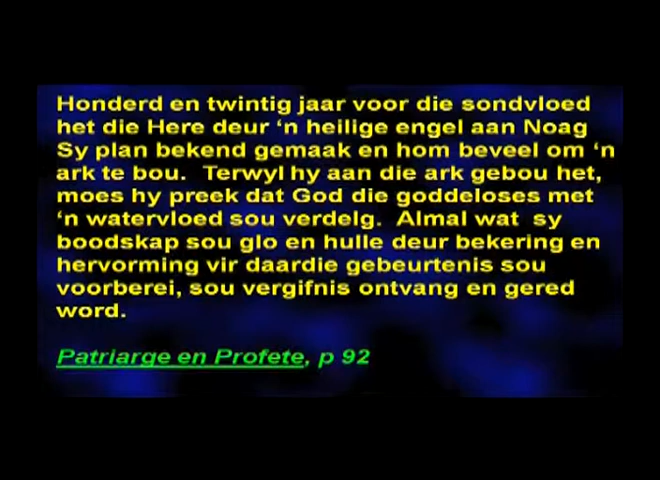 Honderd en twintig jaar voor die sondvloed
het die Here deur ‘n heilige engel aan Noag
Sy plan bekend gemaak en hom beveel om ‘n
ark te bou.  Terwyl hy aan die ark gebou het,
moes hy preek dat God die goddeloses met
‘n watervloed sou verdelg.  Almal wat  sy
boodskap sou glo en hulle deur bekering en
hervorming vir daardie gebeurtenis sou
voorberei, sou vergifnis ontvang en gered
word.
Patriarge en Profete, p 92